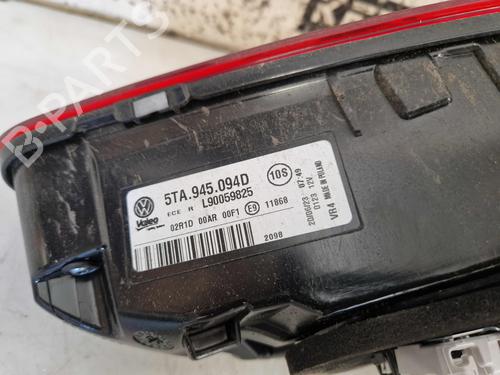 B-PARTS
5TA.945.094D
ECE R L90059825
Valeo
02R1D 00AR 00F1 E9 11868
2098
10S
20/06/23 07:49
0123 12V
VR4 MADE IN POLAND